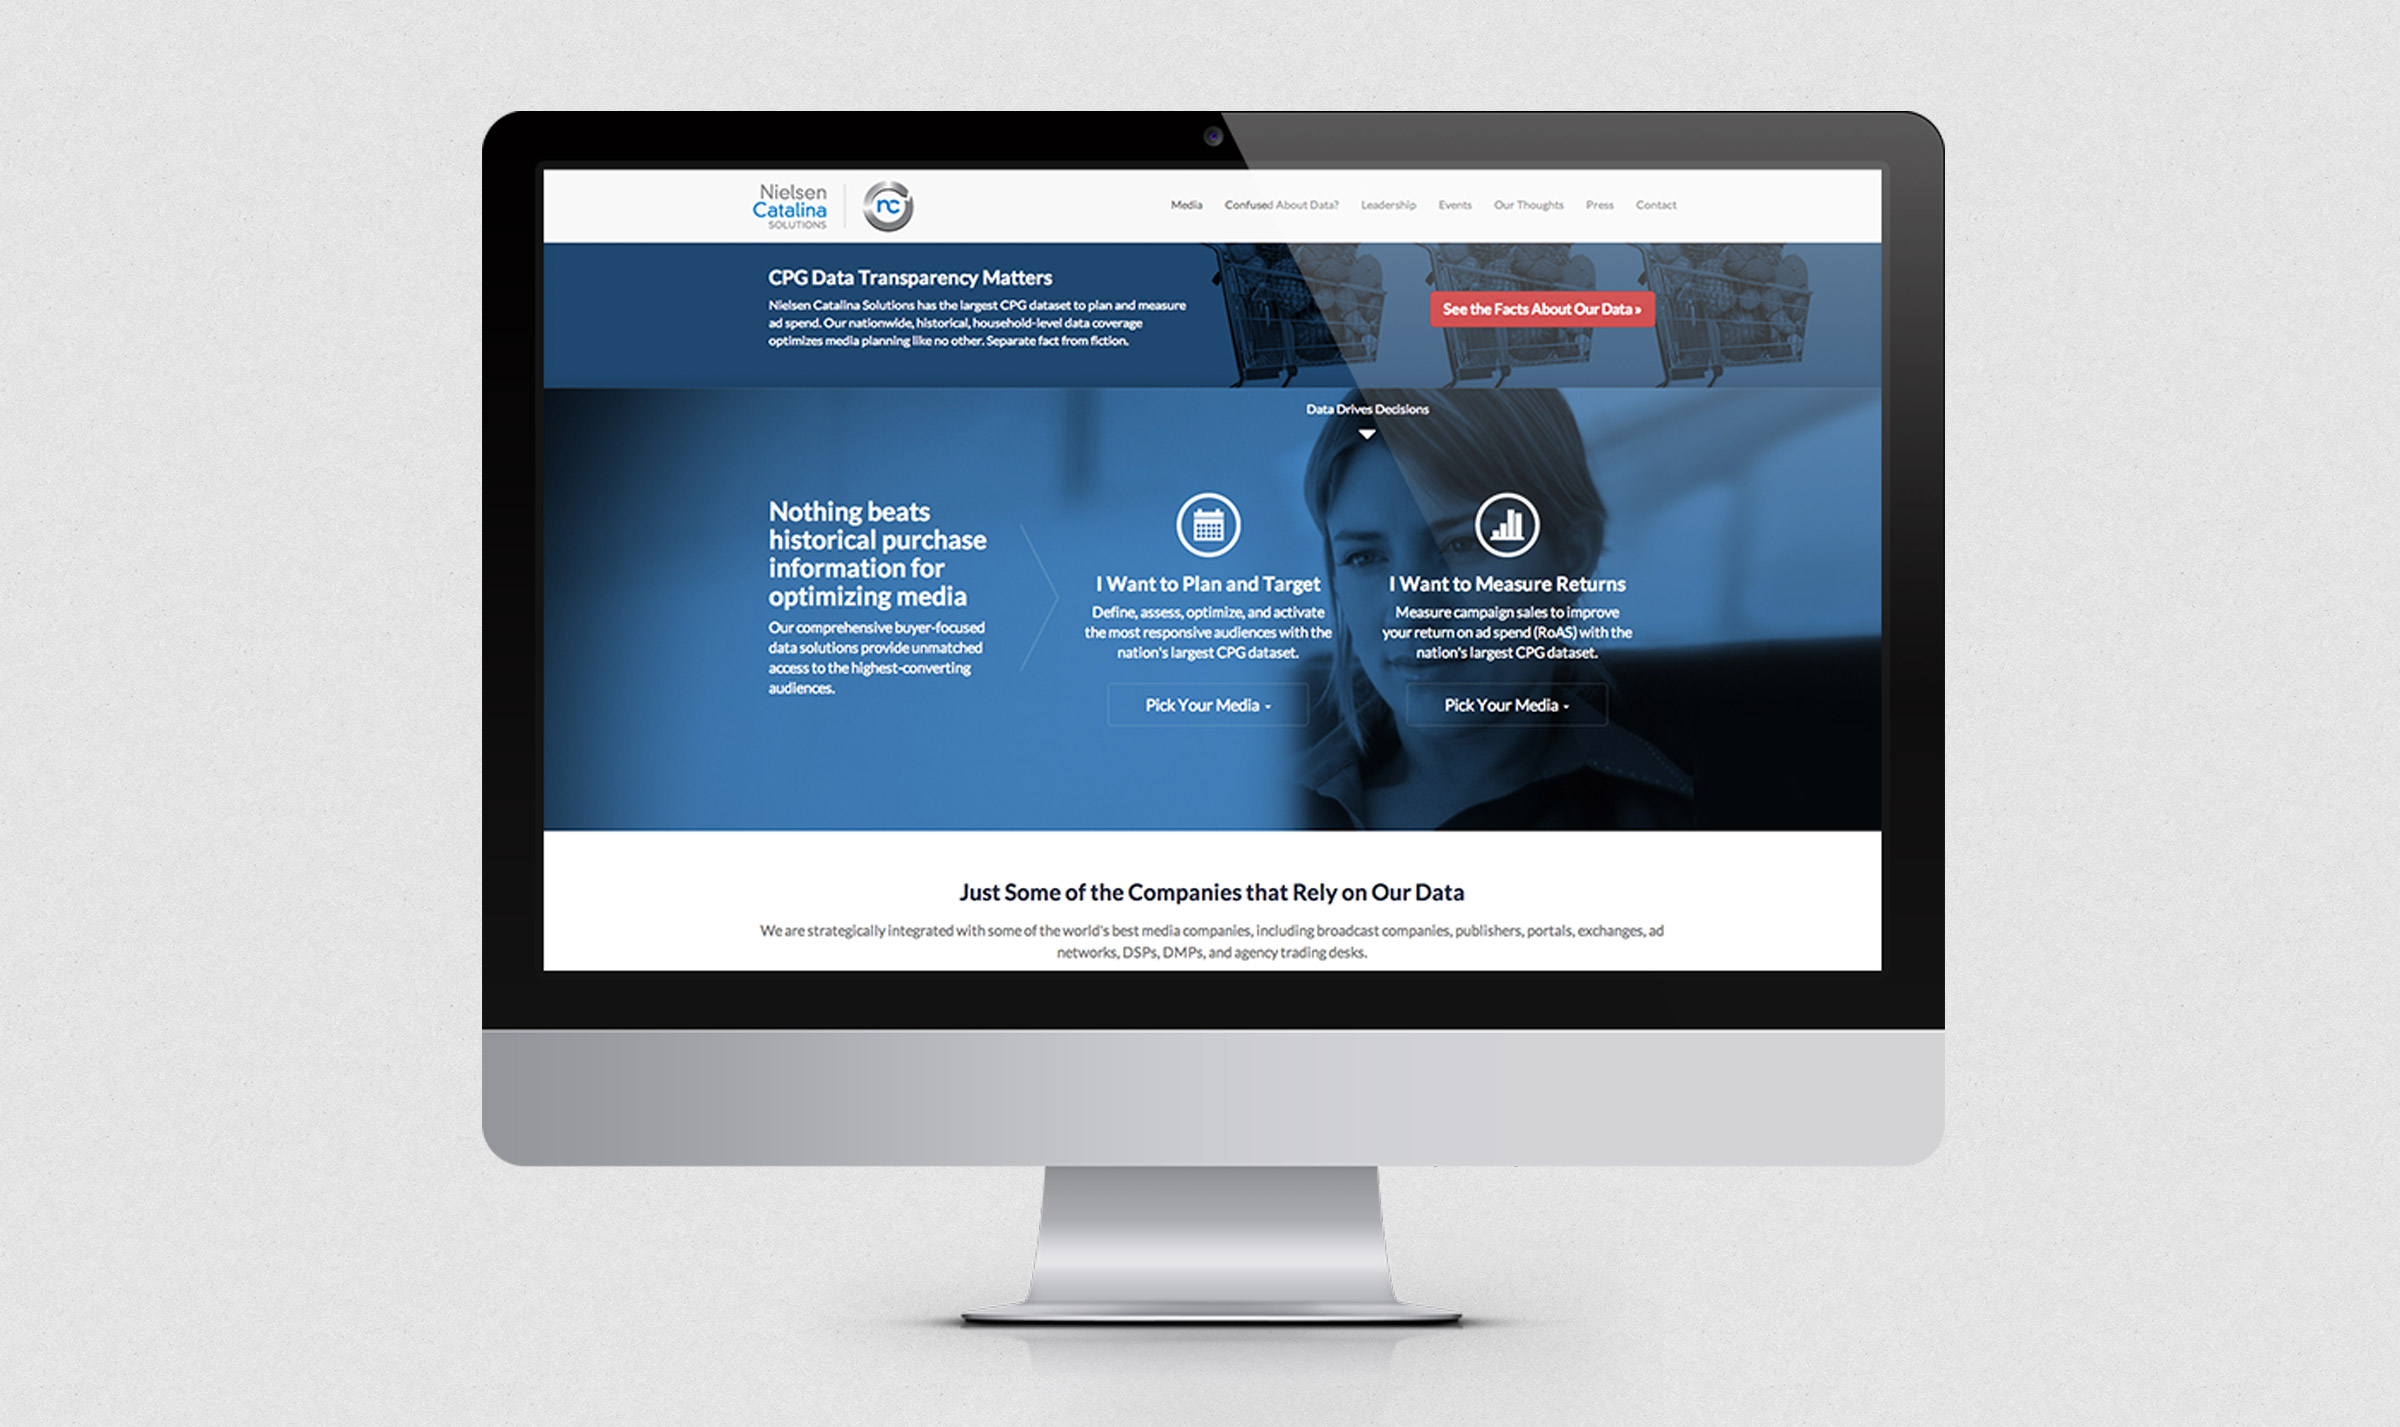 Nielsen
Catalina
SOLUTIONS
nc
Media Confused About Data? Leadership Events Our Thoughts Press Contact
CPG Data Transparency Matters
Nielsen Catalina Solutions has the largest CPG dataset to plan and measure
ad spend. Our nationwide, historical, household-level data coverage
optimizes media planning like no other. Separate fact from fiction.
See the Facts About Our Data »
Data Drives Decisions
Nothing beats
historical purchase
information for
optimizing media
Our comprehensive buyer-focused
data solutions provide unmatched
access to the highest-converting
audiences.
I Want to Plan and Target
Define, assess, optimize, and activate
the most responsive audiences with the
nation's largest CPG dataset.
Pick Your Media
I Want to Measure Returns
Measure campaign sales to improve
your return on ad spend (RoAS) with the
nation's largest CPG dataset.
Pick Your Media
Just Some of the Companies that Rely on Our Data
We are strategically integrated with some of the world's best media companies, including broadcast companies, publishers, portals, exchanges, ad
networks, DSPs, DMPs, and agency trading desks.